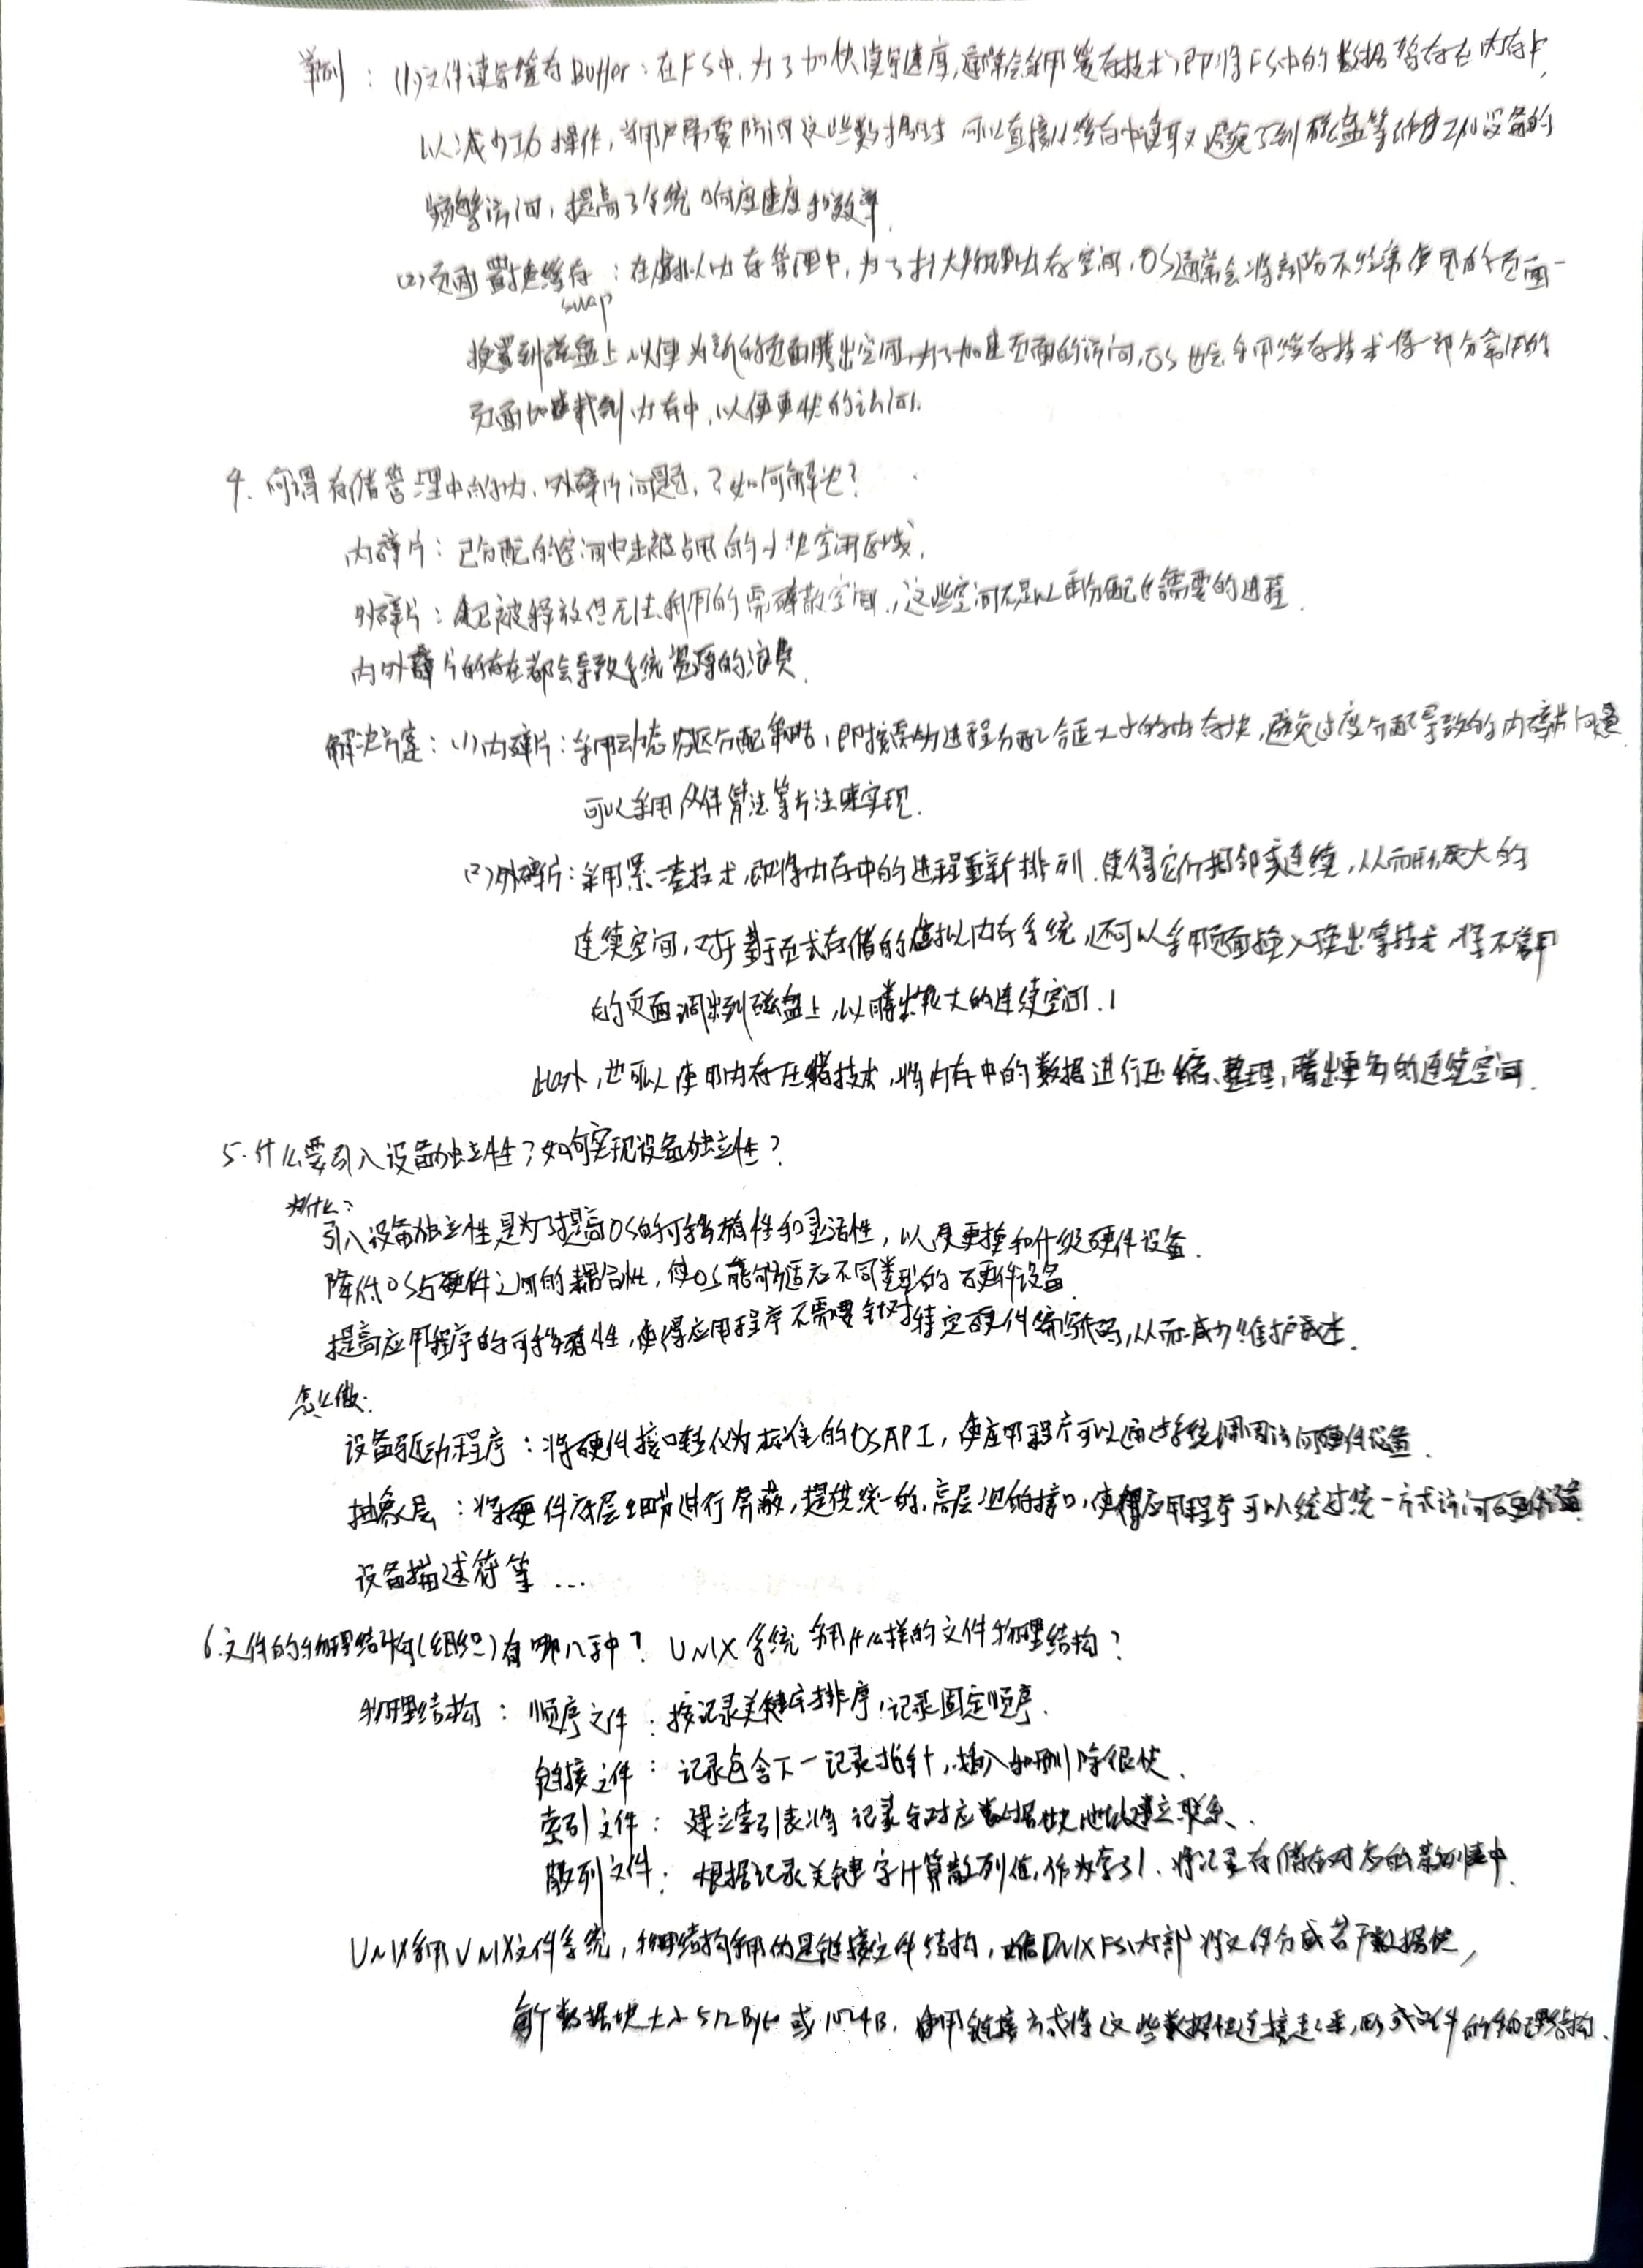 举例：(1)文件读写缓存Buffer：在FS中,为了加快读写速度,通常会采用缓存技术,即将FS中的数据暂存在内存中,
以减少I/O操作,当用户需要访问这些数据时 可以直接从缓存中读取 避免了到磁盘等外部I/O设备的
频繁访问,提高了系统响应速度和效率.
(2)页面置换缓存：在虚拟内存管理中,为了扩大物理内存空间,OS通常会将部分不经常使用的页面
swap
换置到磁盘上,以便为新的页面腾出空间,为了加速页面的访问,OS也会采用缓存技术 将一部分常用的
页面加载到内存中,以便更快的访问.
4. 何谓存储管理中的内,外碎片问题,?如何解决?
内碎片：已分配的空间中未被占用的小块空闲区域.
外碎片：已被释放但无法利用的零碎散空间,这些空间不足以再分配给需要的进程.
内外碎片的存在都会导致系统资源的浪费.
解决方案：(1)内碎片：采用动态分区分配策略,即按需为进程分配合适大小的内存块,避免过度分配导致的内碎片问题
可以采用伙伴算法等方法来实现.
(2)外碎片：采用紧凑技术,即将内存中的进程重新排列.使得它们相邻或连续,从而形成大的
连续空间,对于基于页式存储的虚拟内存系统,还可以采用页面换入换出等技术,将不常用
的页面调出到磁盘上,以腾出较大的连续空间.
此外,也可以使用内存压缩技术,将内存中的数据进行压缩、整理,腾出更多的连续空间.
5.什么要引入设备独立性?如何实现设备独立性?
为什么?
引入设备独立性是为了提高OS的可移植性和灵活性,以便更换和升级硬件设备.
降低OS与硬件之间的耦合性,使OS能够适应不同类型的硬件设备
提高应用程序的可移植性,使得应用程序不需要针对特定硬件编写代码,从而减少维护成本.
怎么做:
设备驱动程序：将硬件接口转化为标准的OSAPI,使应用程序可以通过系统调用访问硬件设备.
抽象层：将硬件底层细节进行屏蔽,提供统一的,高层次的接口,使得应用程序可以经过统一方式访问硬件设备.
设备描述符等 ...
6.文件的物理结构(组织)有哪几种? UNIX系统采用什么样的文件物理结构?
物理结构：顺序文件：按记录关键字排序,记录固定顺序.
链接文件：记录包含下一记录指针,插入和删除很快.
索引文件：建立索引表将记录与对应数据块地址建立联系.
散列文件：根据记录关键字计算散列值,作为索引.将记录存储在对应的散列桶中.
UNIX采用UNIX文件系统,物理结构采用的是链接文件结构, UNIX FS内部将文件分成若干数据块,
每个数据块大小512Byte或1024B. 使用链接方式将这些数据块连接起来,形成文件的物理结构.